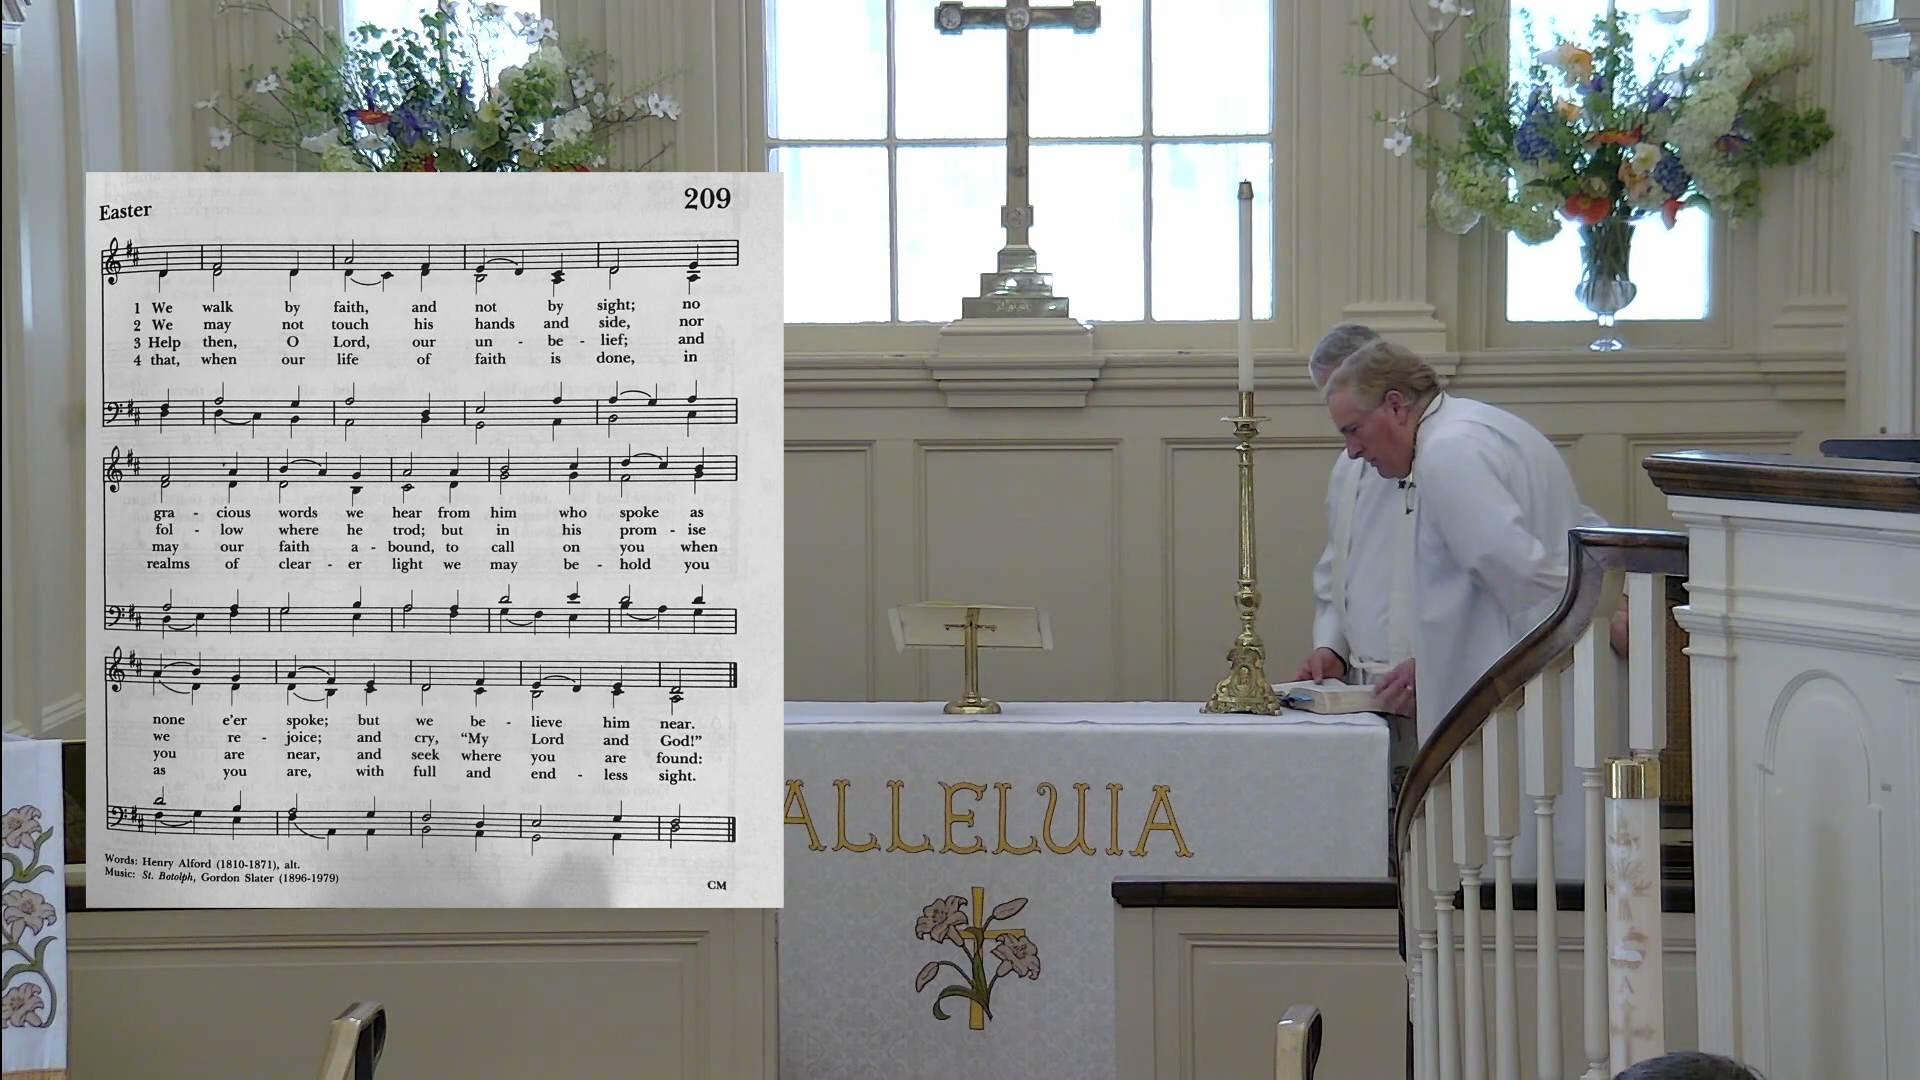 Easter
209
1 We walk by faith, and not by sight; no
2 We may not touch his hands and side, nor
3 Help then, O Lord, our un - be - lief; and
4 that, when our life of faith is done, in
gra - cious words we hear from him who spoke as
fol - low where he trod; but in his prom - ise
may our faith a - bound, to call on you when
realms of clear - er light we may be - hold you
none e'er spoke; but we be - lieve him near.
we re - joice; and cry, “My Lord and God!”
you are near, and seek where you are found:
as you are, with full and end - less sight.
Words: Henry Alford (1810-1871), alt.
Music: St. Botolph, Gordon Slater (1896-1979)
CM
ALLELUIA